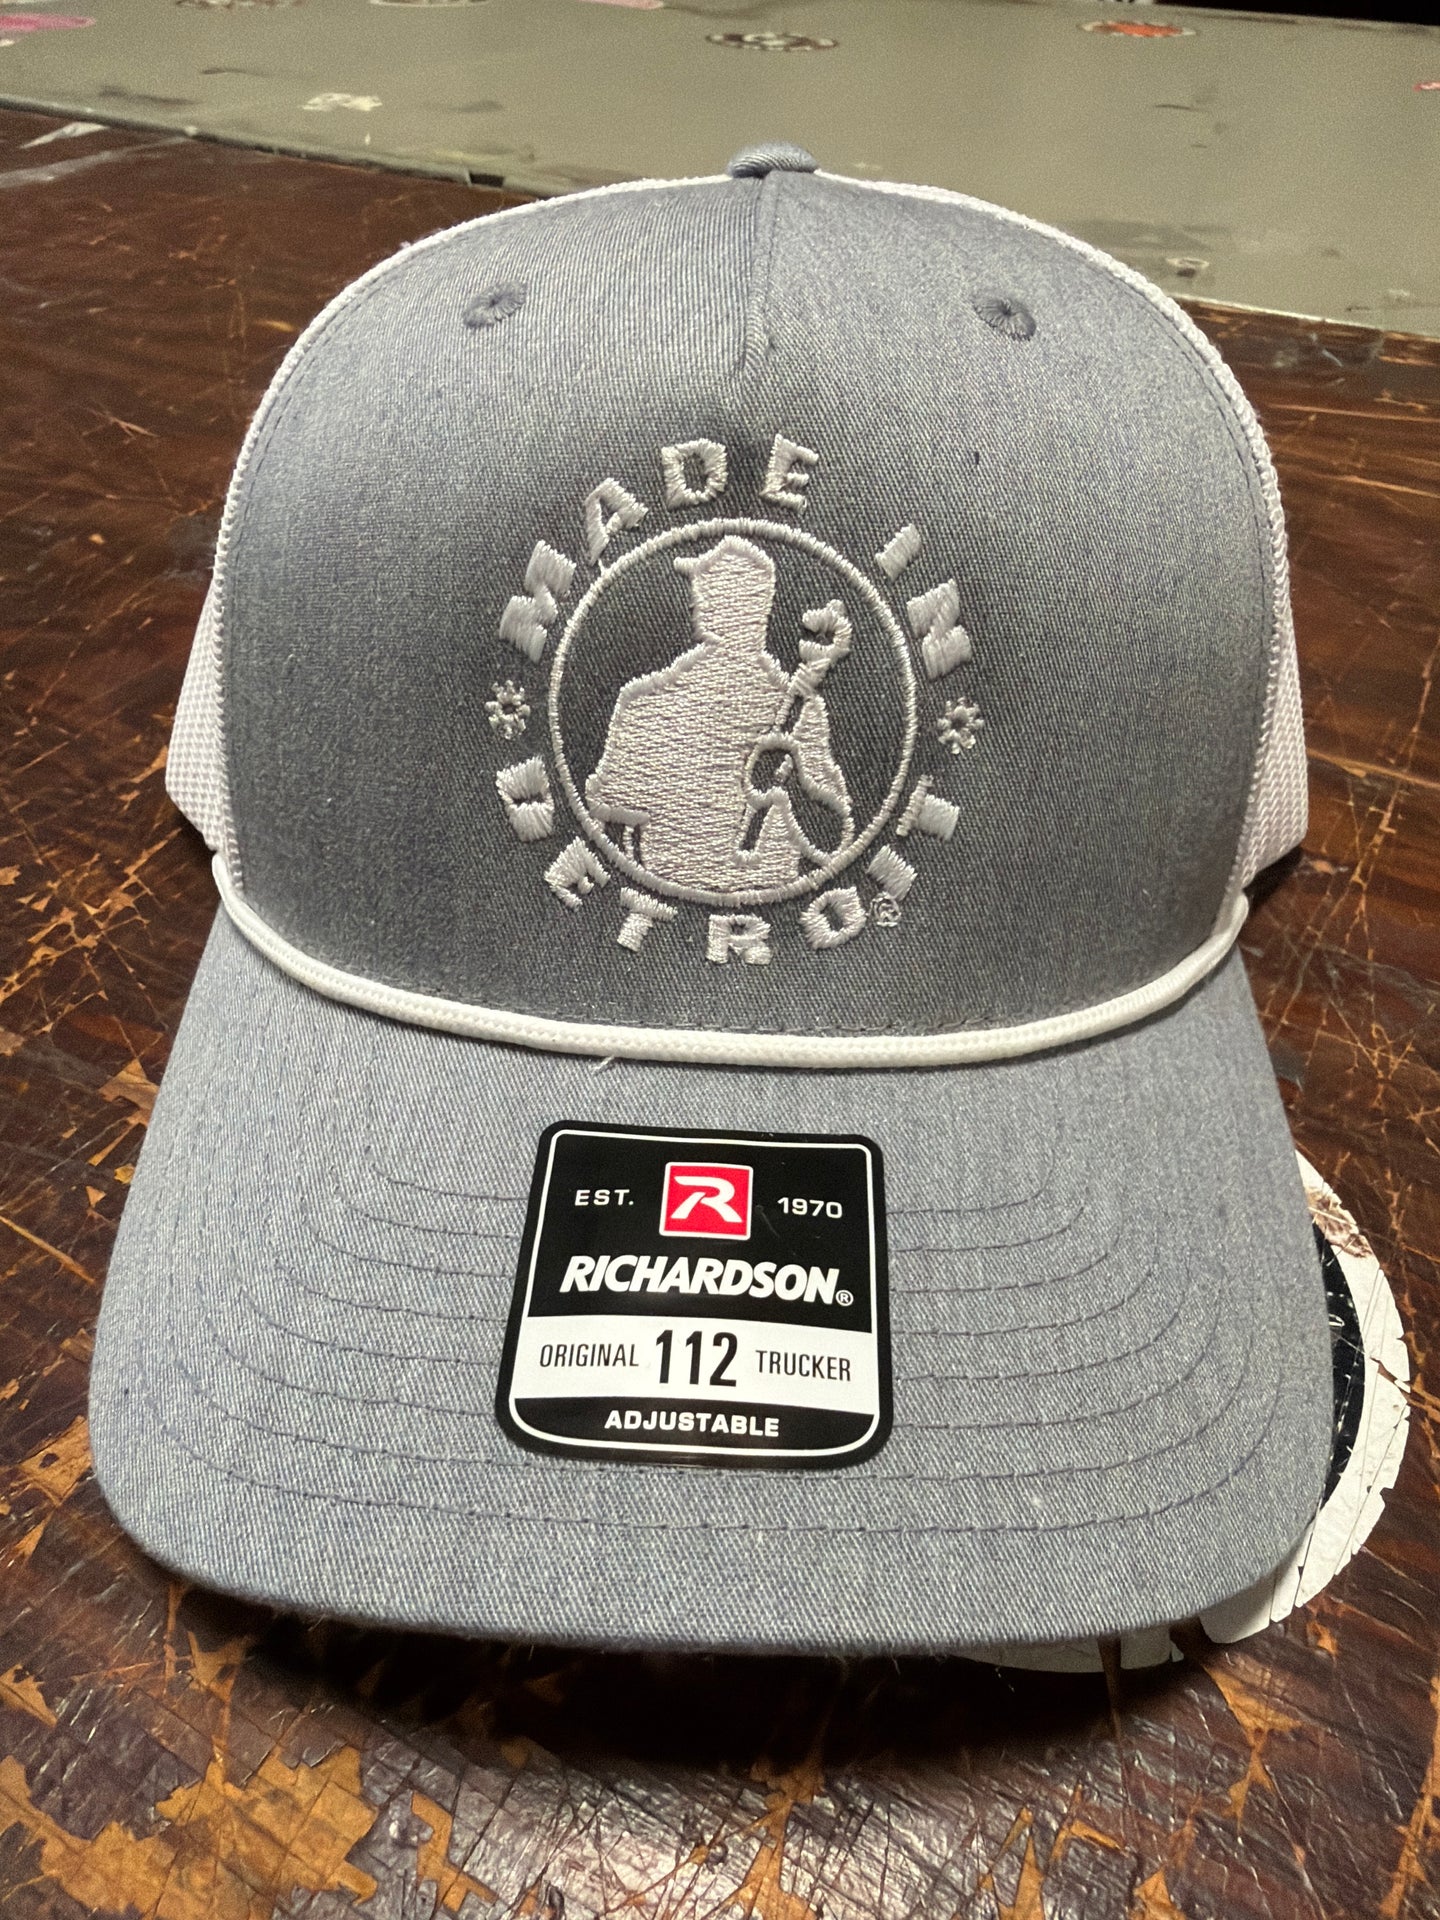 MADE IN
DETROIT®
EST. R 1970
RICHARDSON®
ORIGINAL 112 TRUCKER
ADJUSTABLE